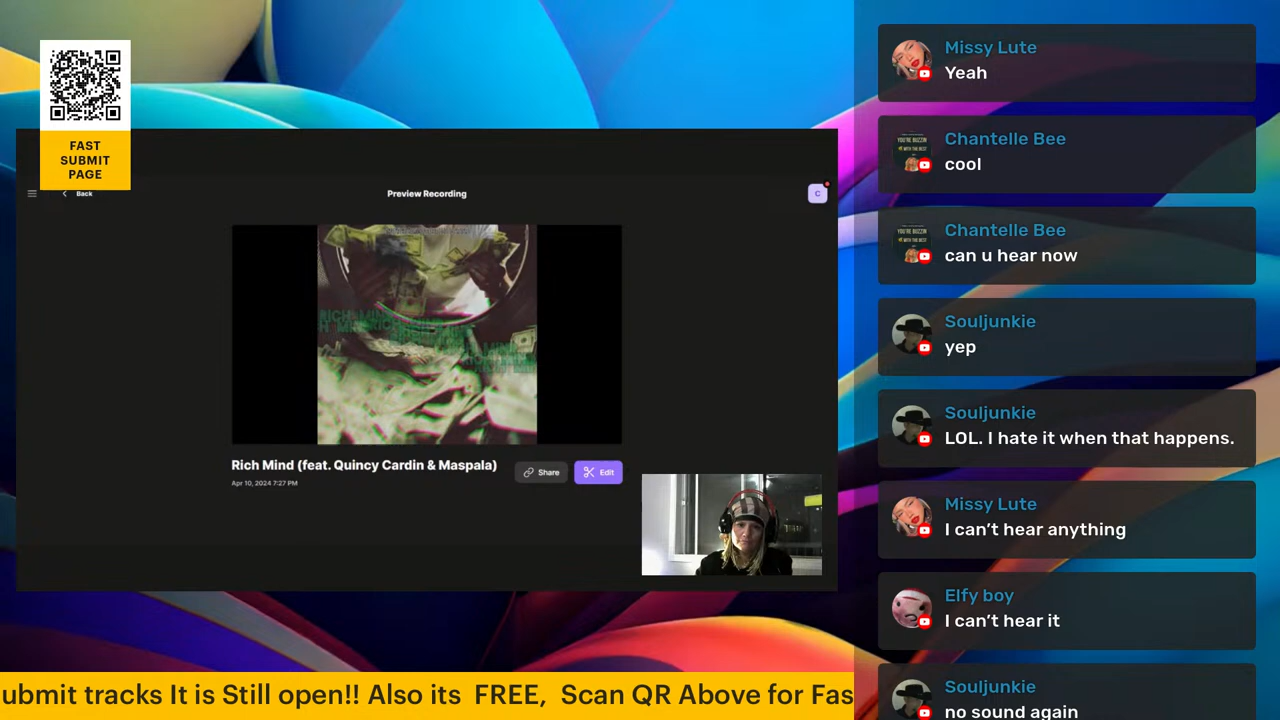 FAST
SUBMIT
PAGE
Back
Preview Recording
C
RICH MIND
Rich Mind (feat. Quincy Cardin & Maspala)
Share
Edit
Apr 10, 2024 7:27 PM
ubmit tracks It is Still open!! Also its FREE, Scan QR Above for Fas
Missy Lute
Yeah
Chantelle Bee
cool
Chantelle Bee
can u hear now
Souljunkie
yep
Souljunkie
LOL. I hate it when that happens.
Missy Lute
I can't hear anything
Elfy boy
I can't hear it
Souljunkie
no sound again